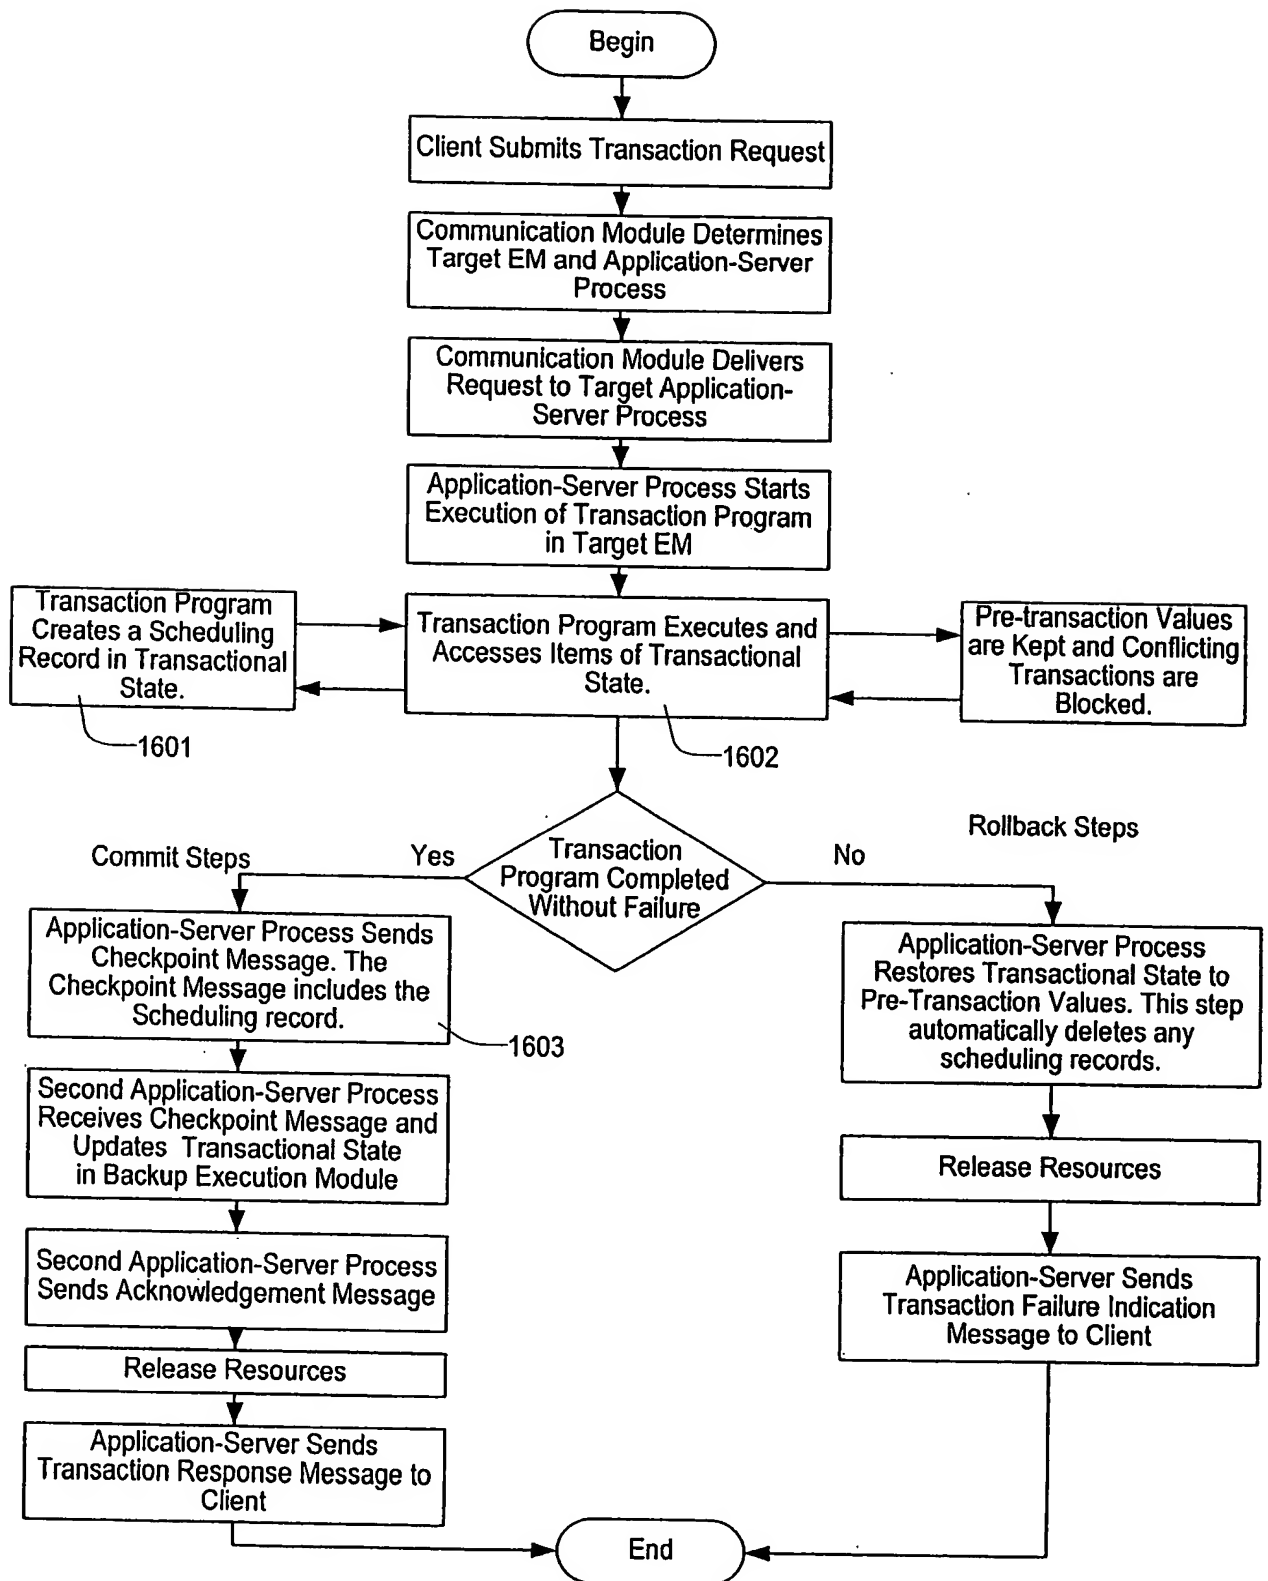 Begin
Client Submits Transaction Request
Communication Module Determines
Target EM and Application-Server
Process
Communication Module Delivers
Request to Target Application-
Server Process
Application-Server Process Starts
Execution of Transaction Program
in Target EM
Transaction Program
Creates a Scheduling
Record in Transactional
State.
1601
Transaction Program Executes and
Accesses Items of Transactional
State.
1602
Pre-transaction Values
are Kept and Conflicting
Transactions are
Blocked.
Transaction
Program Completed
Without Failure
Yes
No
Commit Steps
Rollback Steps
Application-Server Process Sends
Checkpoint Message. The
Checkpoint Message includes the
Scheduling record.
1603
Second Application-Server Process
Receives Checkpoint Message and
Updates Transactional State
in Backup Execution Module
Second Application-Server Process
Sends Acknowledgement Message
Release Resources
Application-Server Sends
Transaction Response Message to
Client
Application-Server Process
Restores Transactional State to
Pre-Transaction Values. This step
automatically deletes any
scheduling records.
Release Resources
Application-Server Sends
Transaction Failure Indication
Message to Client
End